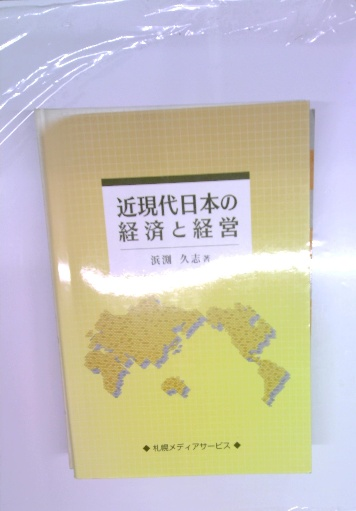 近現代日本の
経済と経営
浜渕 久志 著
◆ 札幌メディアサービス ◆